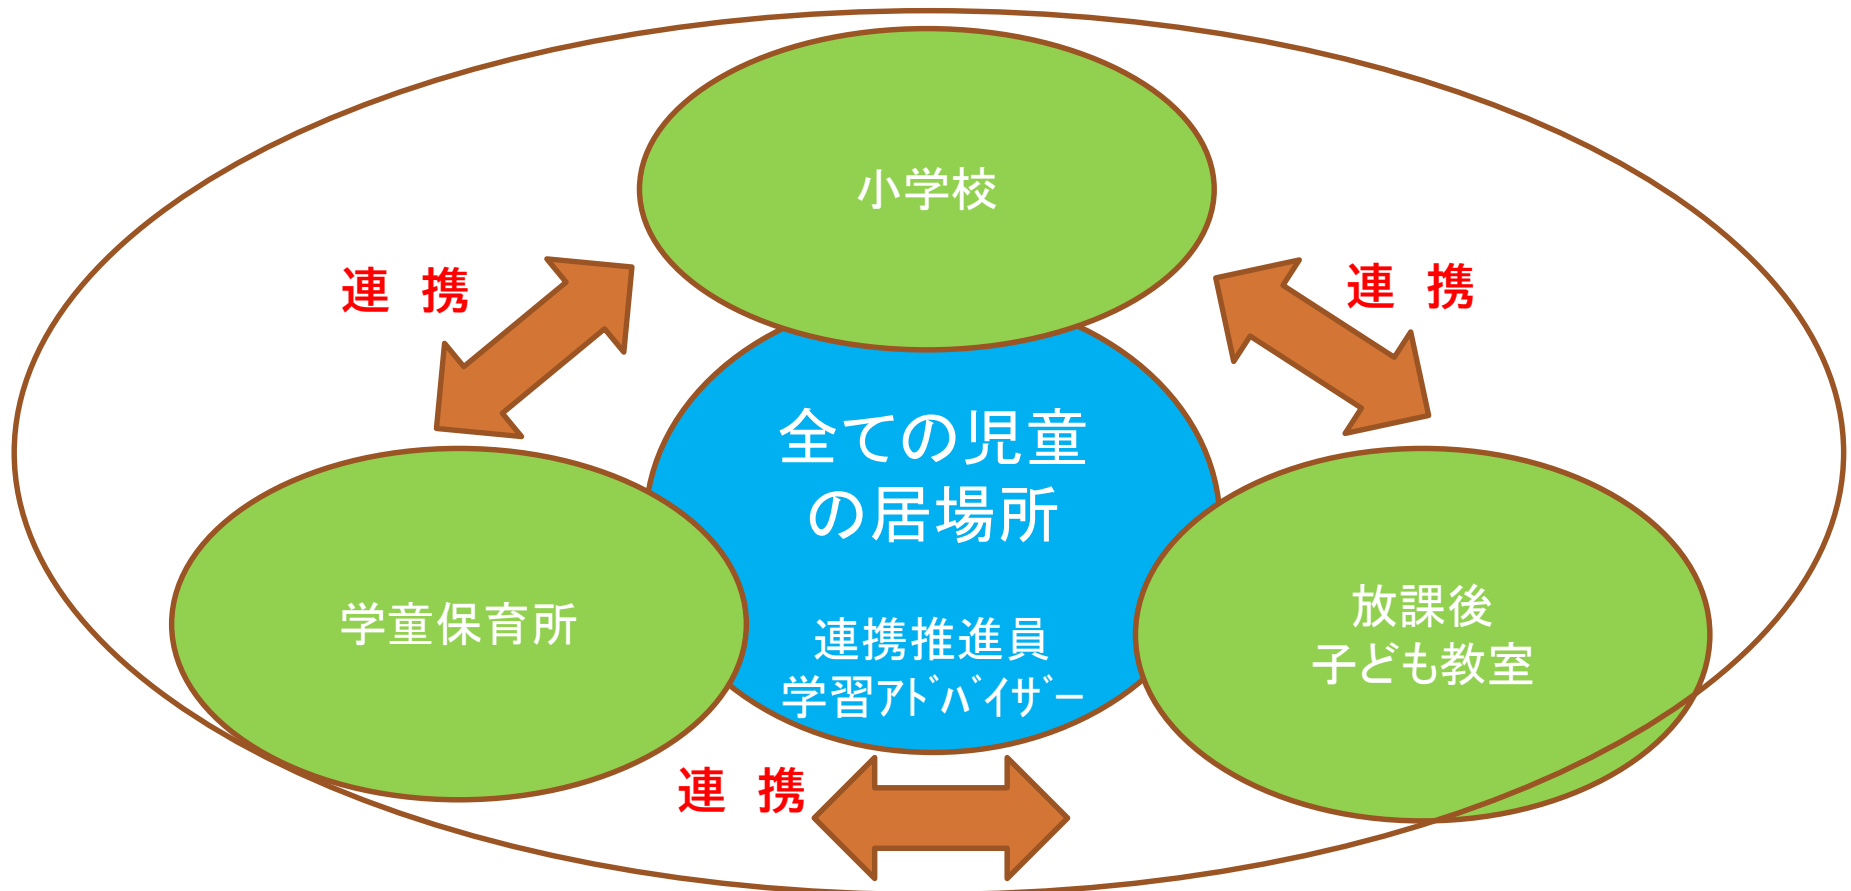 小学校
連　携
連　携
全ての児童
の居場所
学童保育所
放課後
子ども教室
連携推進員
学習ｱﾄﾞﾊﾞｲｻﾞｰ
連　携